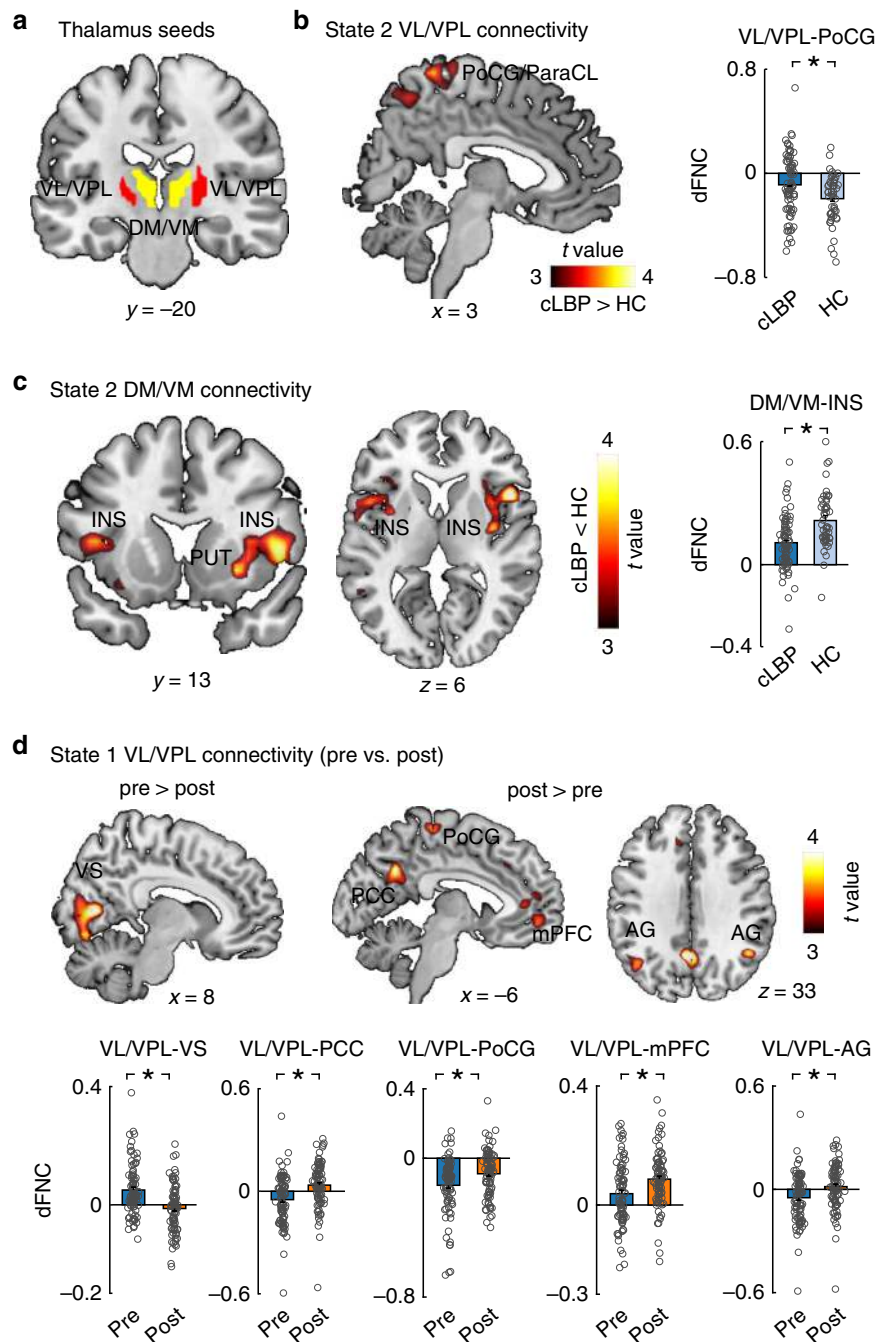 a
Thalamus seeds
VL/VPL
VL/VPL
DM/VM
y = –20
b
State 2 VL/VPL connectivity
PoCG/ParaCL
t value
3
4
cLBP > HC
x = 3
VL/VPL-PoCG
*
0.8
0
–0.8
dFNC
cLBP
HC
c
State 2 DM/VM connectivity
INS
INS
PUT
y = 13
INS
INS
z = 6
4
cLBP < HC
t value
3
DM/VM-INS
*
0.6
0
–0.4
dFNC
cLBP
HC
d
State 1 VL/VPL connectivity (pre vs. post)
pre > post
post > pre
VS
x = 8
PoCG
PCC
mPFC
x = –6
AG
AG
z = 33
4
t value
3
VL/VPL-VS
*
0.4
0
–0.2
dFNC
Pre
Post
VL/VPL-PCC
*
0.6
0
–0.6
Pre
Post
VL/VPL-PoCG
*
0.4
0
–0.8
Pre
Post
VL/VPL-mPFC
*
0.4
0
–0.3
Pre
Post
VL/VPL-AG
*
0.6
0
–0.6
Pre
Post